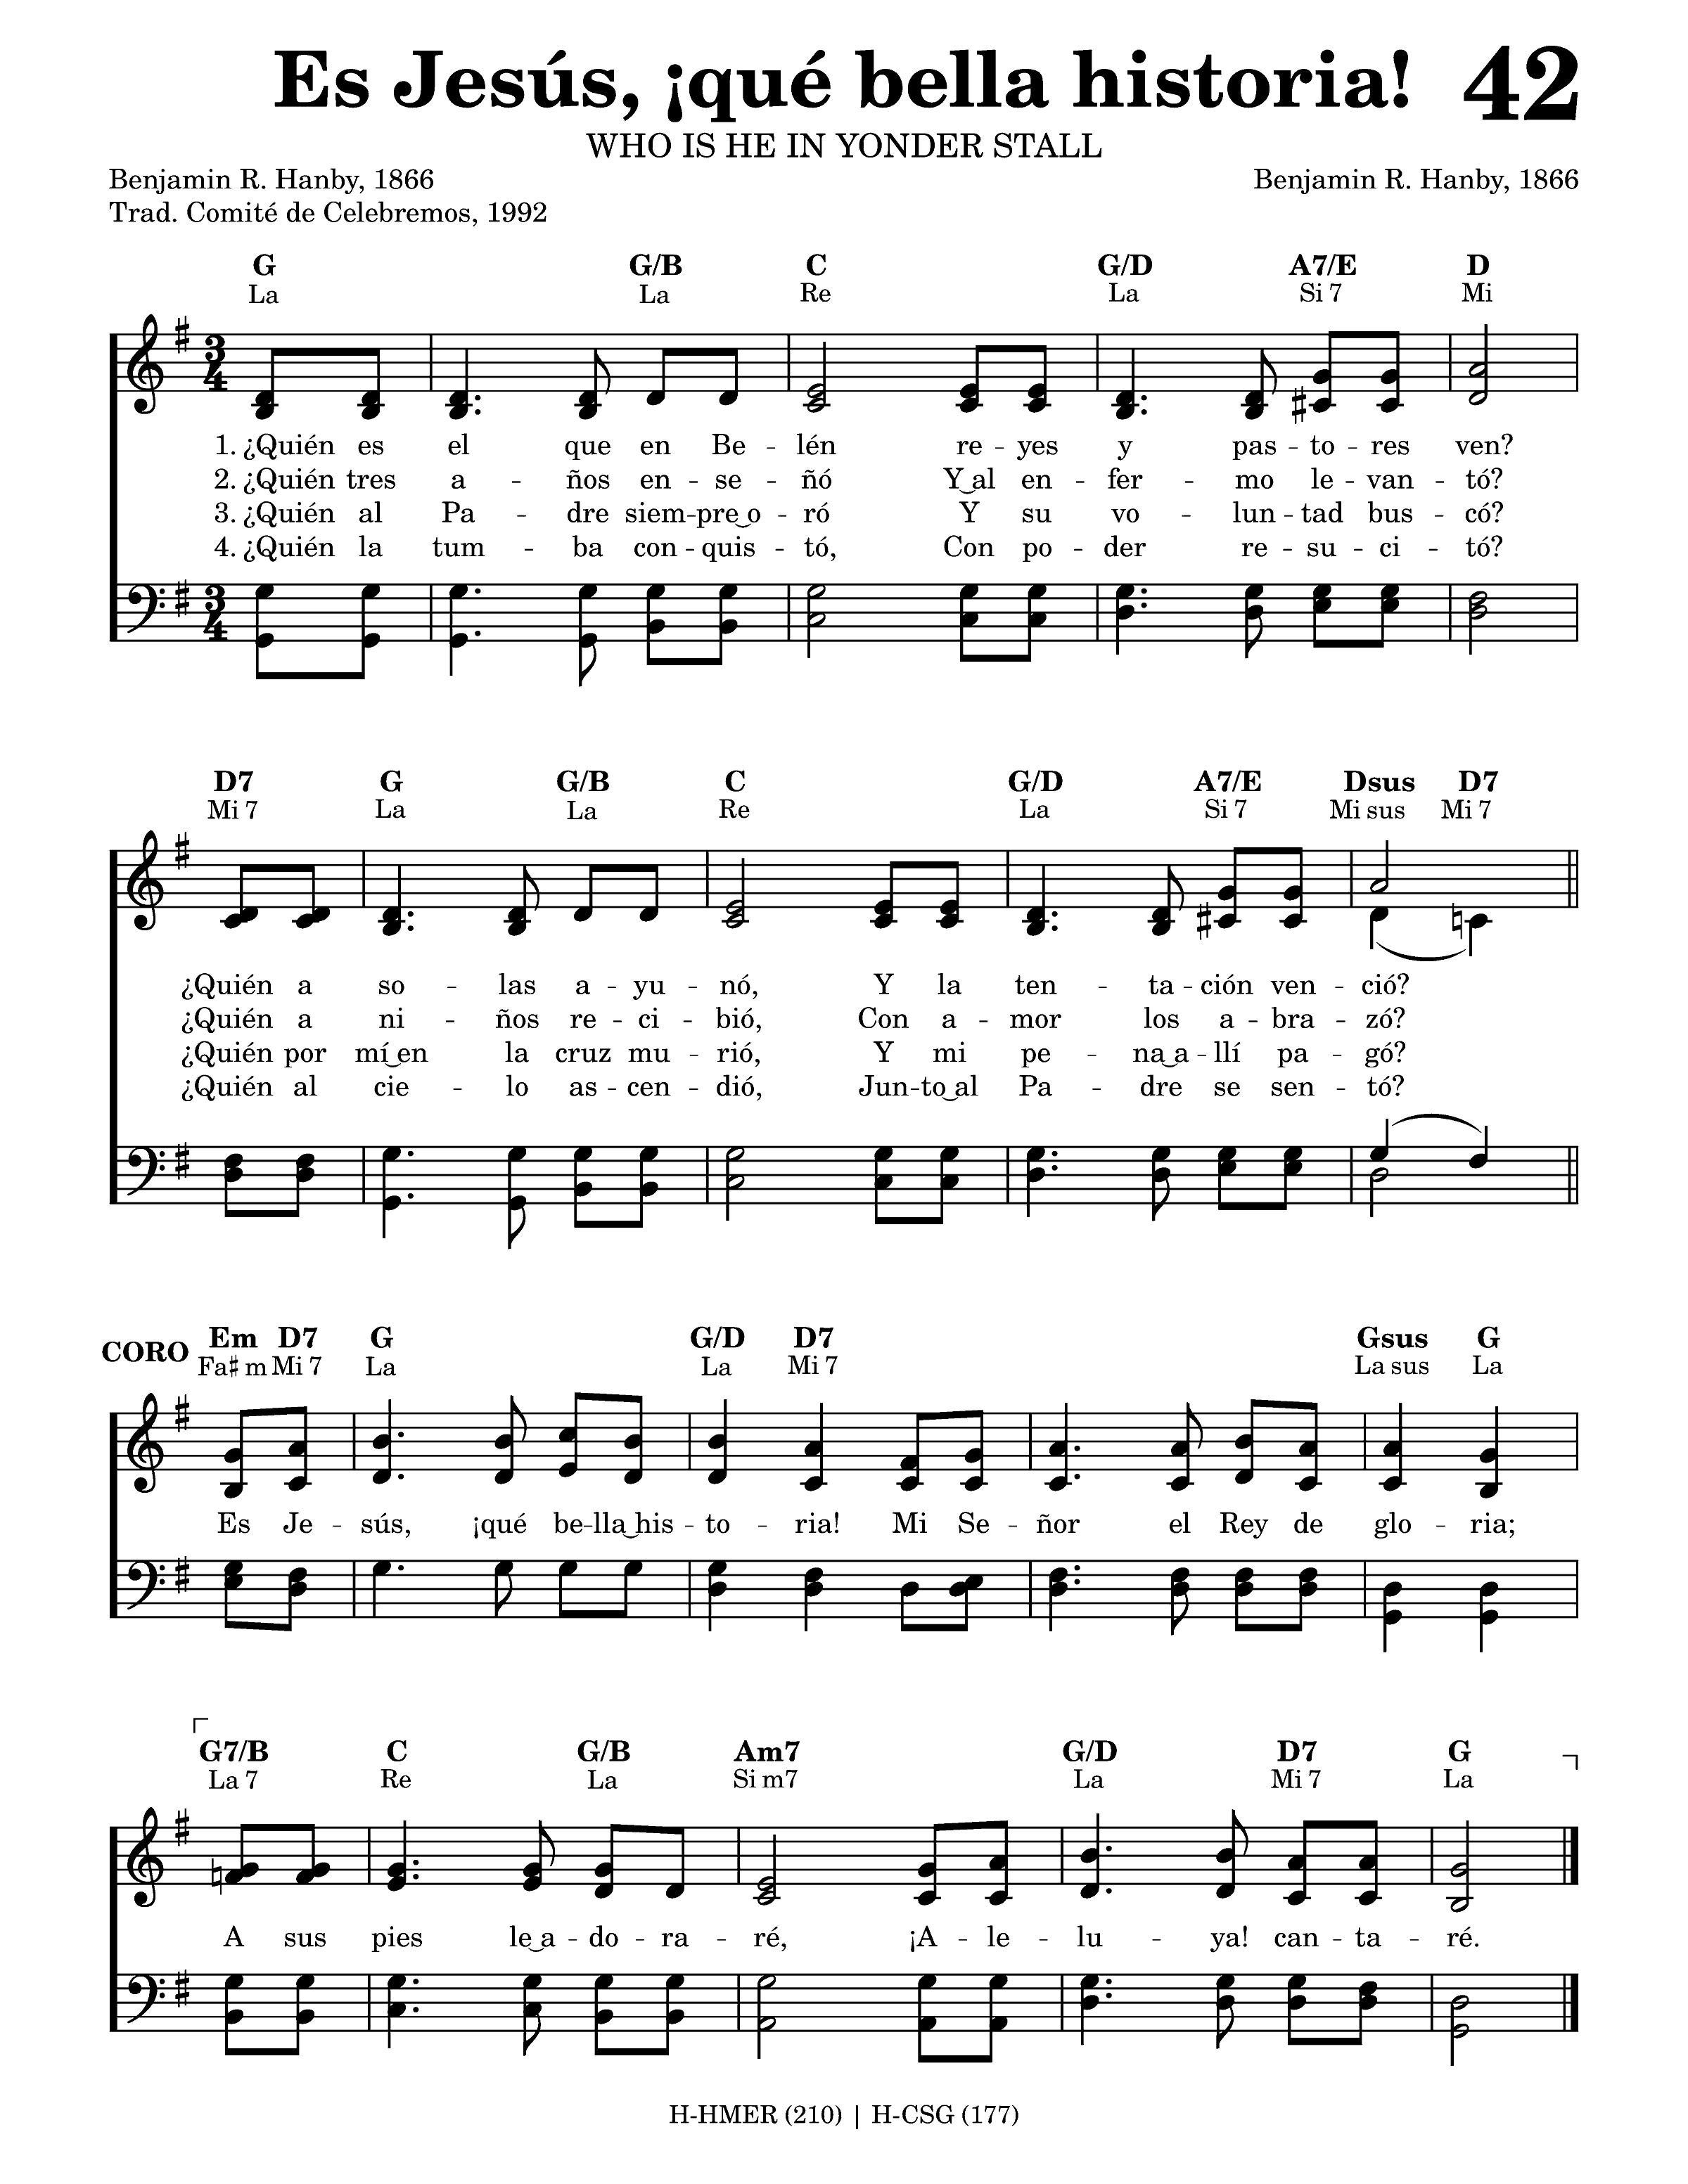 Es Jesús, ¡qué bella historia! 42
WHO IS HE IN YONDER STALL
Benjamin R. Hanby, 1866 Benjamin R. Hanby, 1866
Trad. Comité de Celebremos, 1992
G G/B C G/D A7/E D
La La Re La Si 7 Mi
3 4
1. ¿Quién es el que en Be - lén re - yes y pas - to - res ven?
2. ¿Quién tres a - ños en - se - ñó Y‿al en - fer - mo le - van - tó?
3. ¿Quién al Pa - dre siem - pre‿o - ró Y su vo - lun - tad bus - có?
4. ¿Quién la tum - ba con - quis - tó, Con po - der re - su - ci - tó?
3 4
D7 G G/B C G/D A7/E Dsus D7
Mi 7 La La Re La Si 7 Mi sus Mi 7
¿Quién a so - las a - yu - nó, Y la ten - ta - ción ven - ció?
¿Quién a ni - ños re - ci - bió, Con a - mor los a - bra - zó?
¿Quién por mí‿en la cruz mu - rió, Y mi pe - na‿a - llí pa - gó?
¿Quién al cie - lo as - cen - dió, Jun - to‿al Pa - dre se sen - tó?
CORO Em D7 G G/D D7 Gsus G
Fa♯ m Mi 7 La La Mi 7 La sus La
Es Je - sús, ¡qué be - lla‿his - to - ria! Mi Se - ñor el Rey de glo - ria;
G7/B C G/B Am7 G/D D7 G
La 7 Re La Si m7 La Mi 7 La
A sus pies le‿a - do - ra - ré, ¡A - le - lu - ya! can - ta - ré.
H-HMER (210) | H-CSG (177)